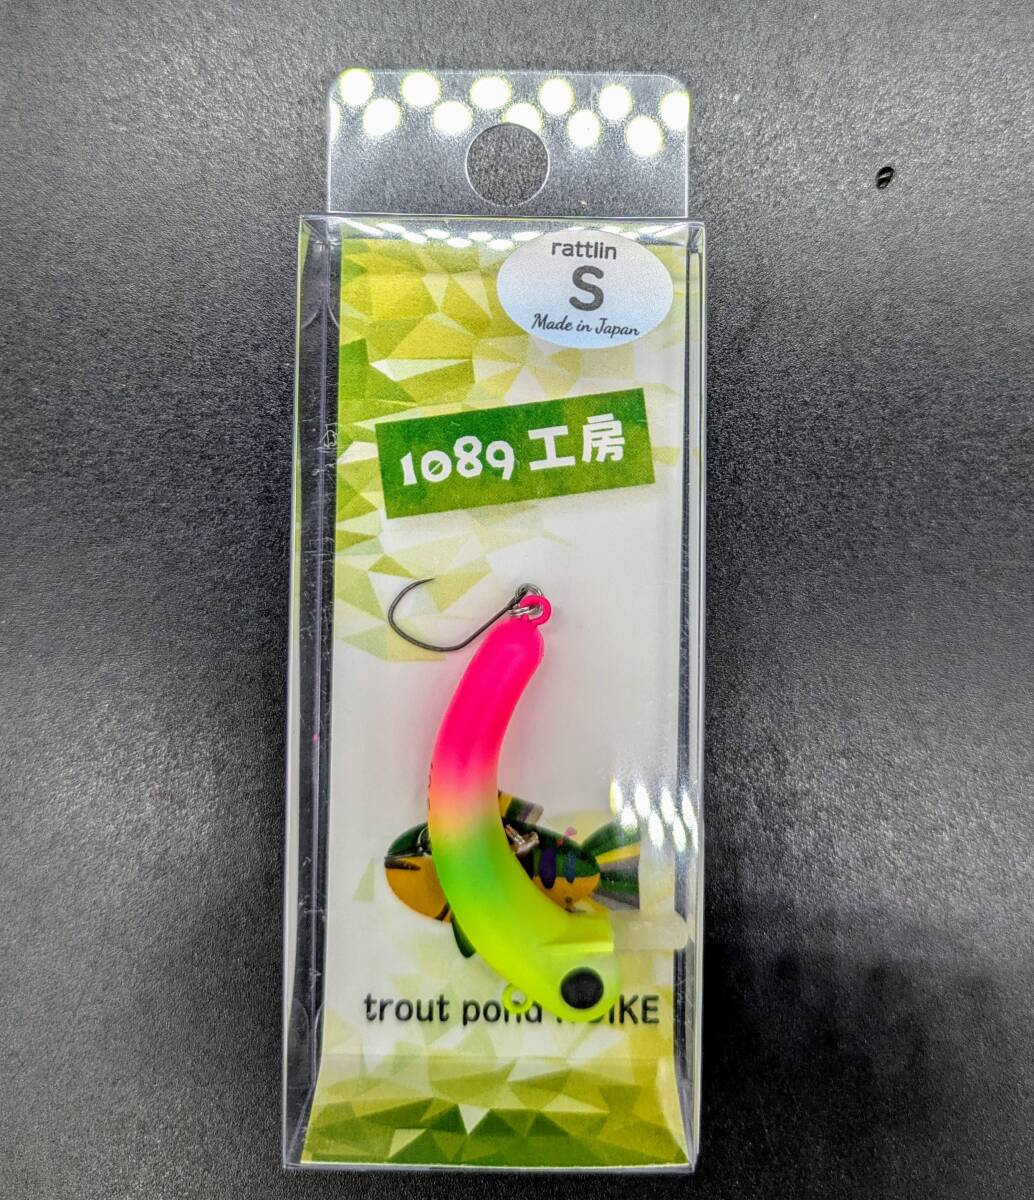 rattlin
S
Made in Japan
1089工房
trout pond